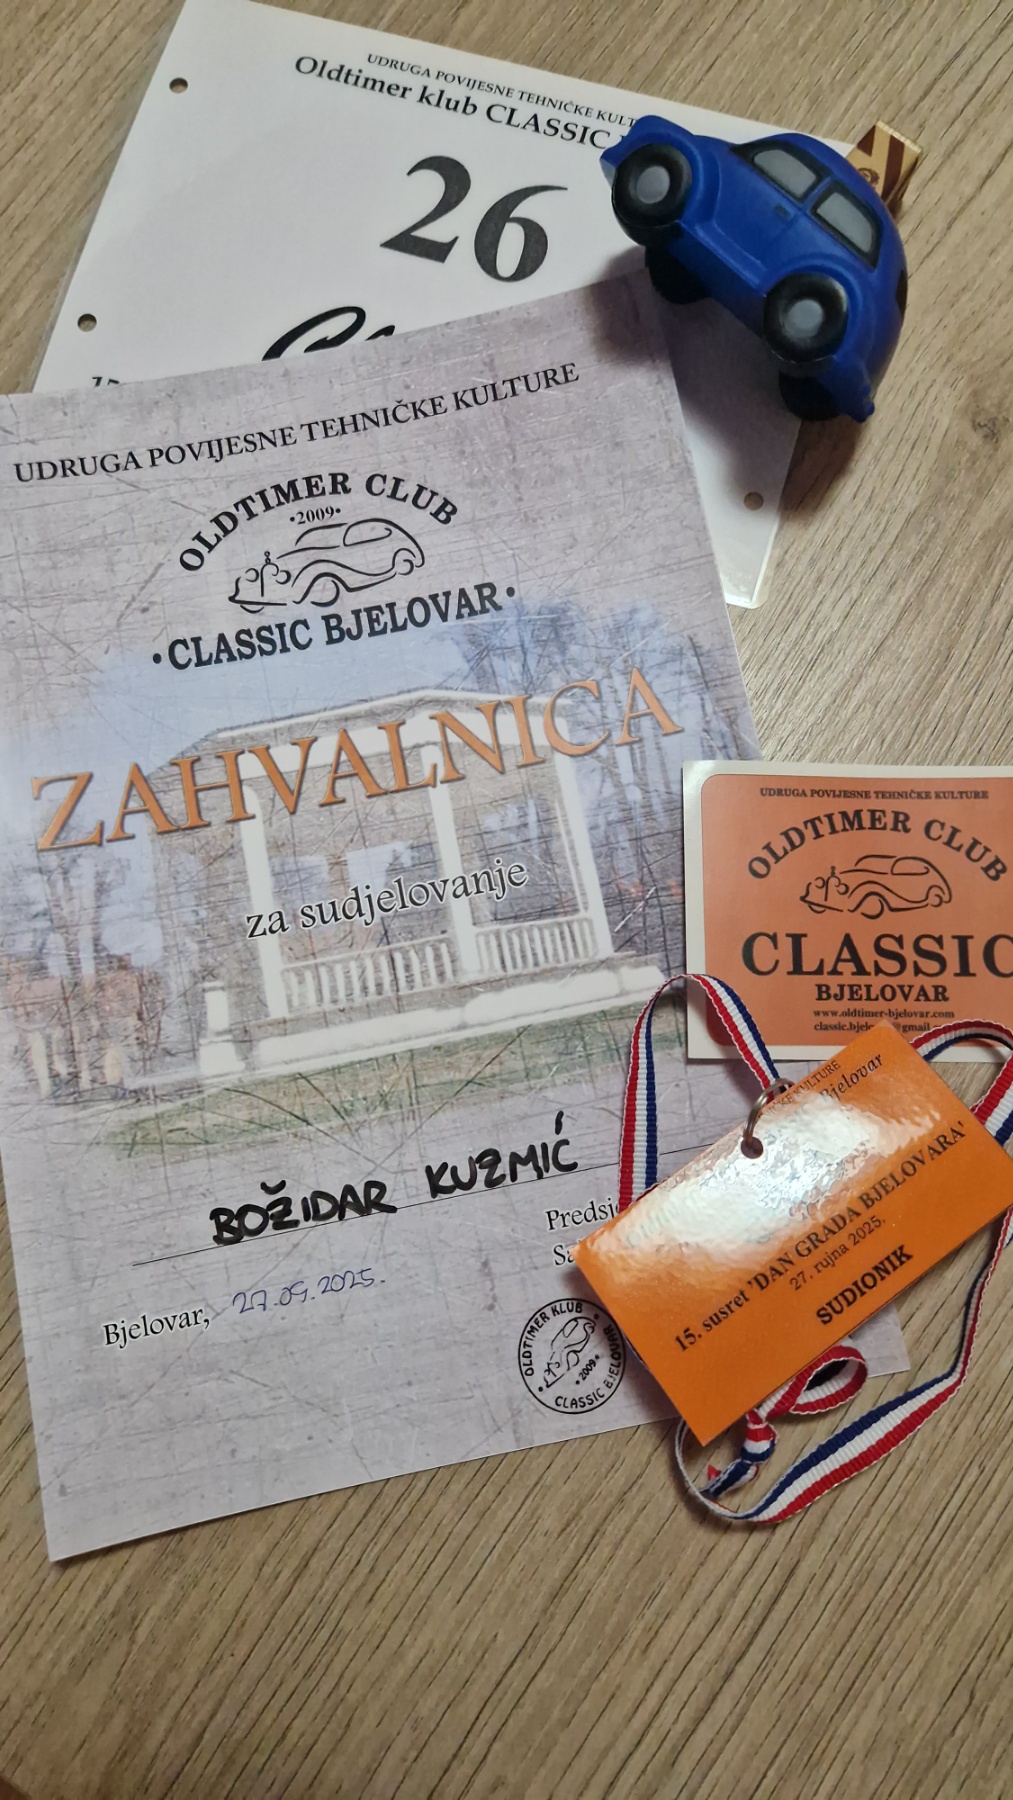 UDRUGA POVIJESNE TEHNIČKE
Oldtimer klub CLASSIC
26
UDRUGA POVIJESNE TEHNIČKE KULTURE
OLDTIMER CLUB
•2009•
•CLASSIC BJELOVAR•
ZAHVALNICA
za sudjelovanje
BOŽIDAR KUZMIĆ
Bjelovar, 27.09.2025.
OLDTIMER KLUB
•2009•
CLASSIC BJELOVAR
UDRUGA POVIJESNE TEHNIČKE KULTURE
OLDTIMER CLUB
CLASSIC
BJELOVAR
www.oldtimer-bjelovar.com
KULTURE
Bjelovar
15. susret 'DAN GRADA BJELOVARA'
27. rujna 2025.
SUDIONIK